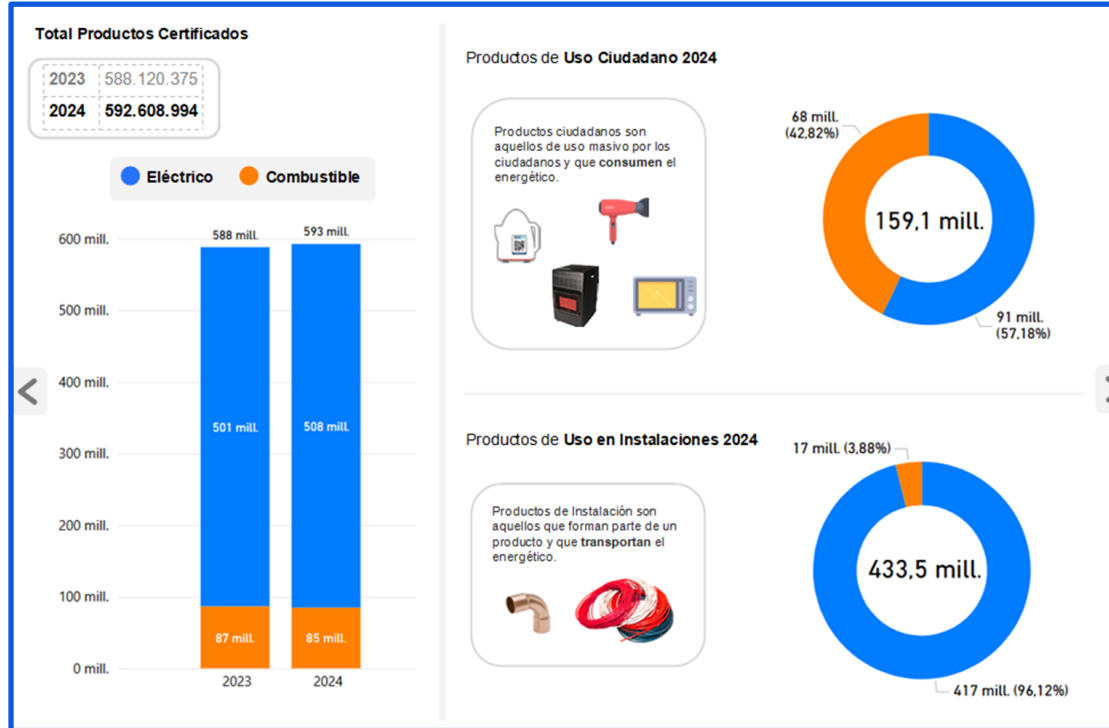 Total Productos Certificados
2023 588.120.375
2024 592.608.994
Eléctrico Combustible
600 mill.
500 mill.
400 mill.
300 mill.
200 mill.
100 mill.
0 mill.
588 mill.
593 mill.
501 mill.
508 mill.
87 mill.
85 mill.
2023
2024
Productos de Uso Ciudadano 2024
Productos ciudadanos son
aquellos de uso masivo por los
ciudadanos y que consumen el
energético.
68 mill.
(42,82%)
159,1 mill.
91 mill.
(57,18%)
Productos de Uso en Instalaciones 2024
Productos de Instalación son
aquellos que forman parte de un
producto y que transportan el
energético.
17 mill. (3,88%)
433,5 mill.
417 mill. (96,12%)